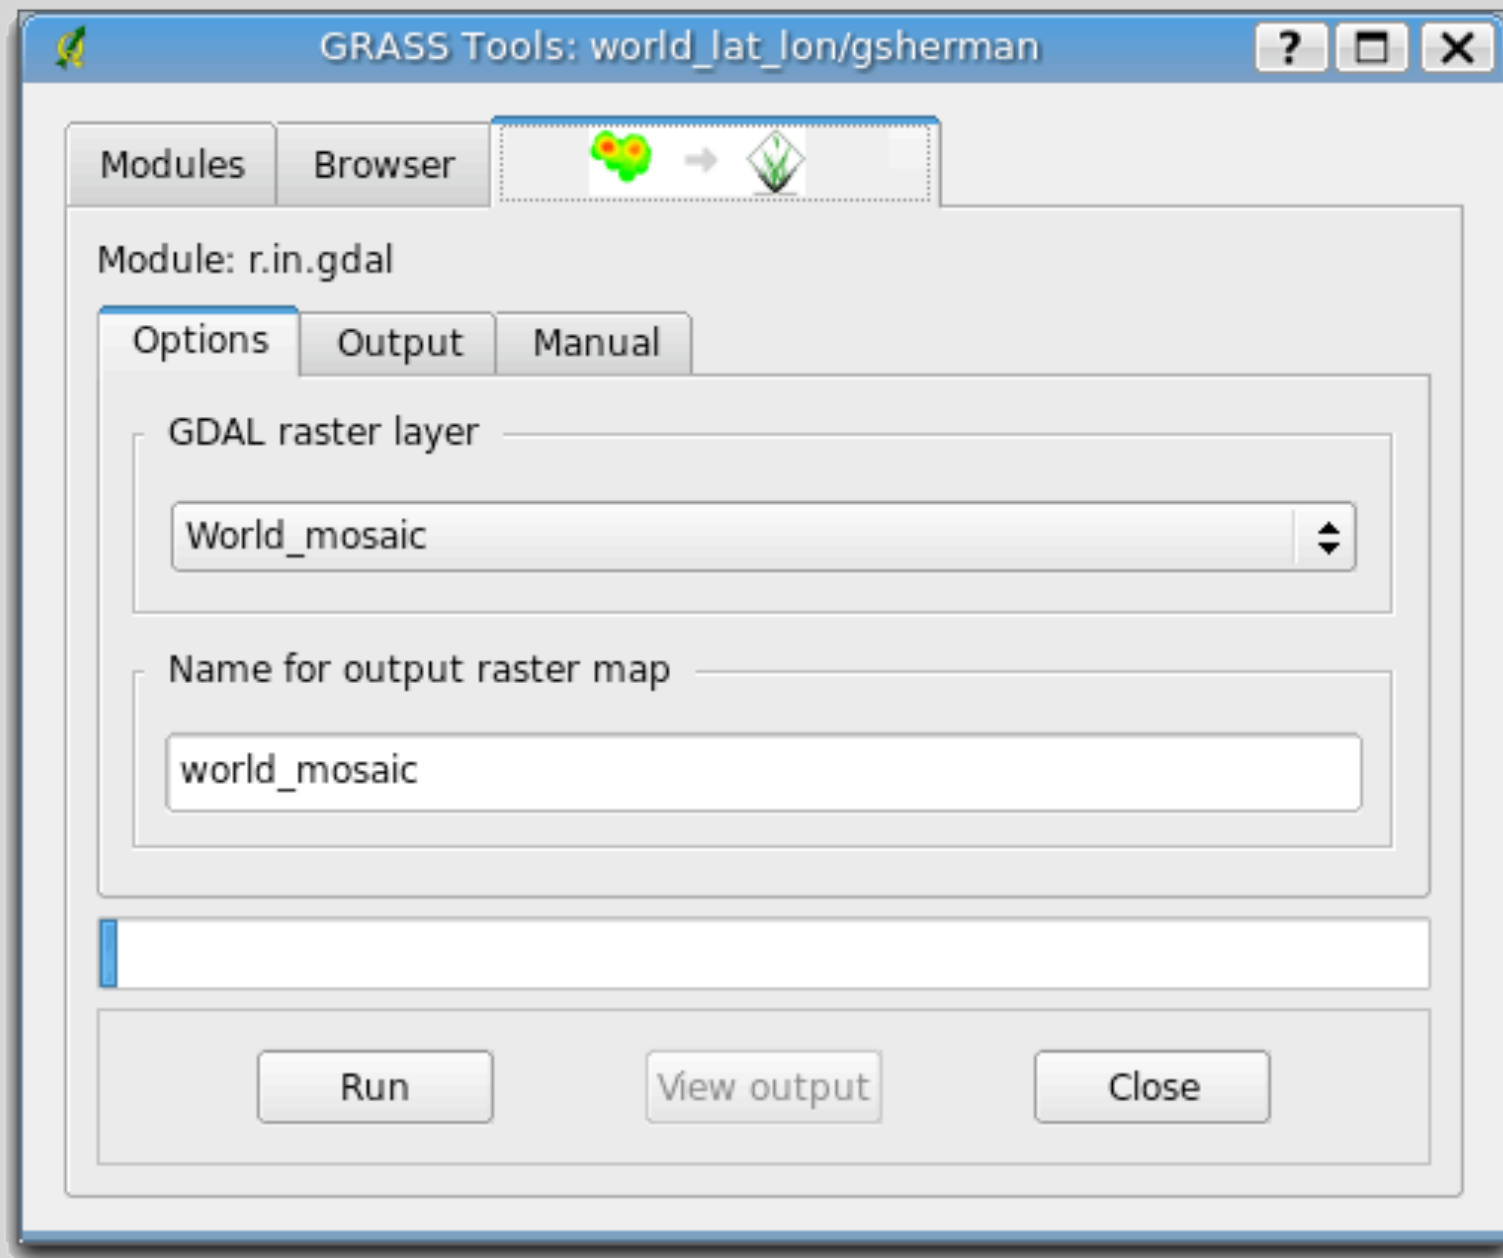 GRASS Tools: world_lat_lon/gsherman
?
Modules Browser
Module: r.in.gdal
Options Output Manual
GDAL raster layer
World_mosaic
Name for output raster map
world_mosaic
Run View output Close